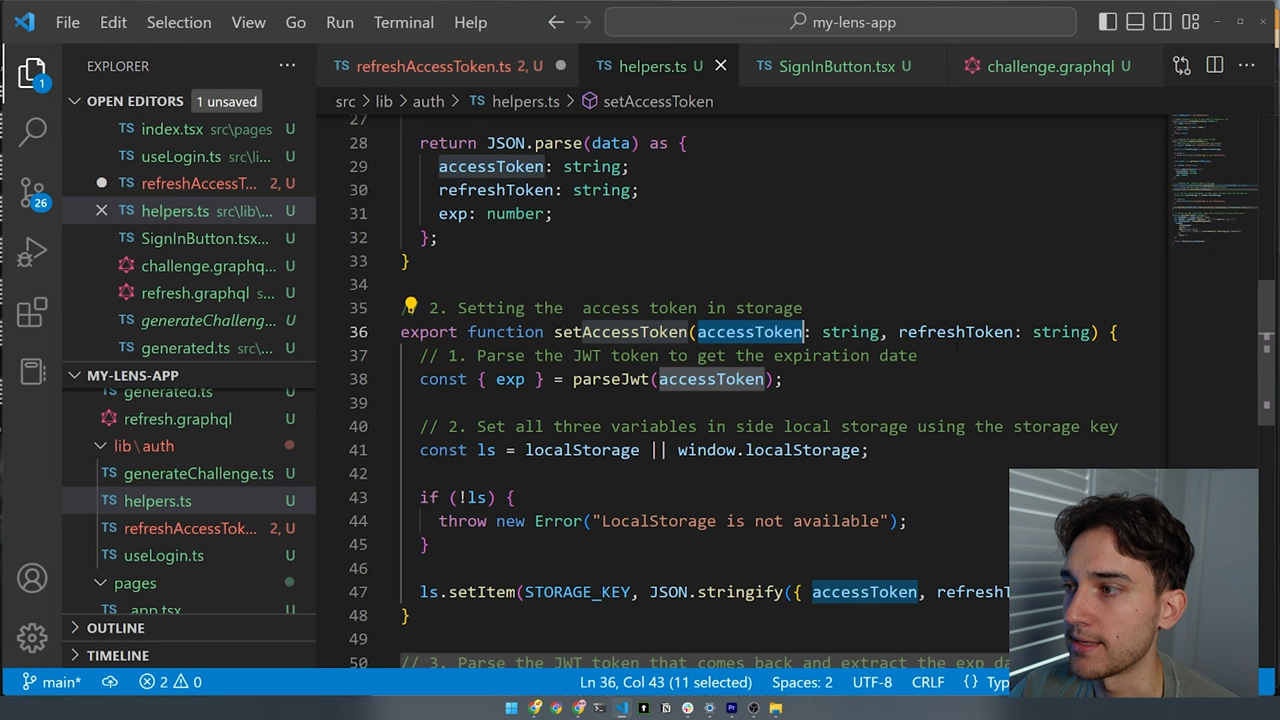 File Edit Selection View Go Run Terminal Help
my-lens-app
EXPLORER
TS refreshAccessToken.ts 2, U
TS helpers.ts U
TS SignInButton.tsx U
challenge.graphql U
OPEN EDITORS 1 unsaved
TS index.tsx src\pages U
TS useLogin.ts src\li... U
TS refreshAccessT... 2, U
TS helpers.ts src\lib\... U
TS SignInButton.tsx... U
challenge.graphq... U
refresh.graphql s... U
TS generateChalleng... U
TS generated.ts src\... U
MY-LENS-APP
TS generated.ts U
refresh.graphql U
lib\auth
TS generateChallenge.ts U
TS helpers.ts U
TS refreshAccessTok... 2, U
TS useLogin.ts U
pages
app.tsx
OUTLINE
TIMELINE
1
26
src > lib > auth > TS helpers.ts > setAccessToken
27
28 return JSON.parse(data) as {
29 accessToken: string;
30 refreshToken: string;
31 exp: number;
32 };
33 }
34
35 // 2. Setting the  access token in storage
36 export function setAccessToken(accessToken: string, refreshToken: string) {
37 // 1. Parse the JWT token to get the expiration date
38 const { exp } = parseJwt(accessToken);
39
40 // 2. Set all three variables in side local storage using the storage key
41 const ls = localStorage || window.localStorage;
42
43 if (!ls) {
44 throw new Error("LocalStorage is not available");
45 }
46
47 ls.setItem(STORAGE_KEY, JSON.stringify({ accessToken, refreshT
48 }
49
50 // 3. Parse the JWT token that comes back and extract the exp da
main* 2 0 Ln 36, Col 43 (11 selected) Spaces: 2 UTF-8 CRLF {} Typ